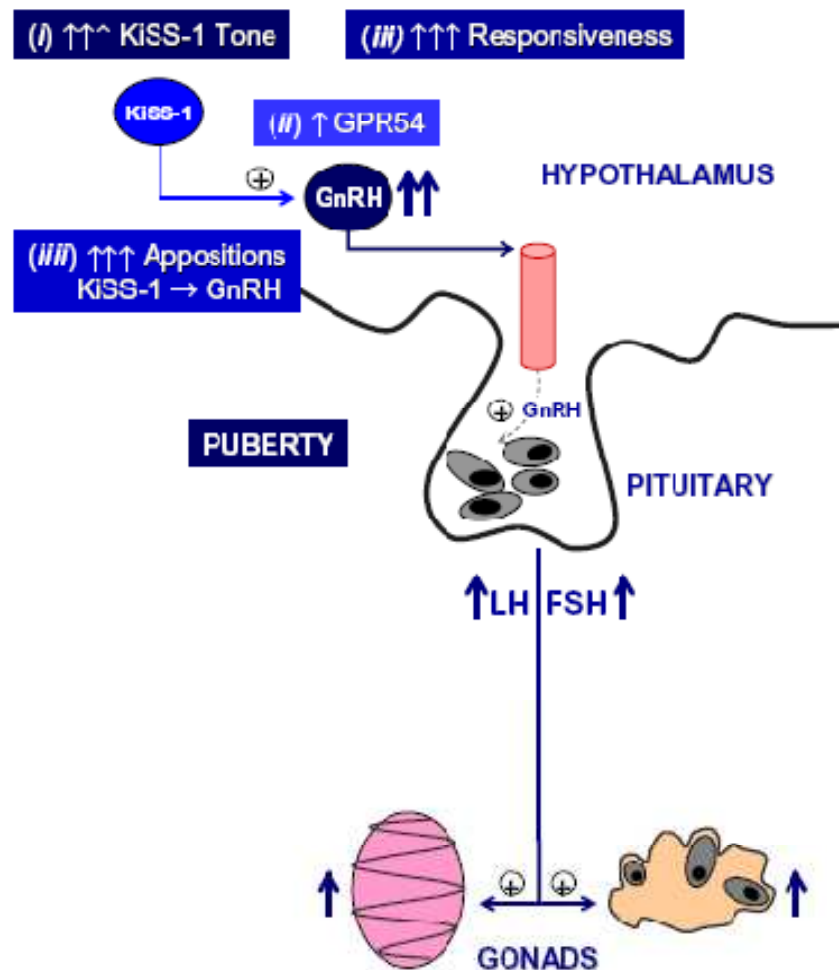 (i) ↑↑^ KiSS-1 Tone
(iii) ↑↑↑ Responsiveness
KiSS-1
(ii) ↑ GPR54
HYPOTHALAMUS
+
GnRH ↑↑
(iiii) ↑↑↑ Appositions
KiSS-1 → GnRH
+ GnRH
PUBERTY
PITUITARY
↑LH FSH↑
↑ + + ↑
GONADS